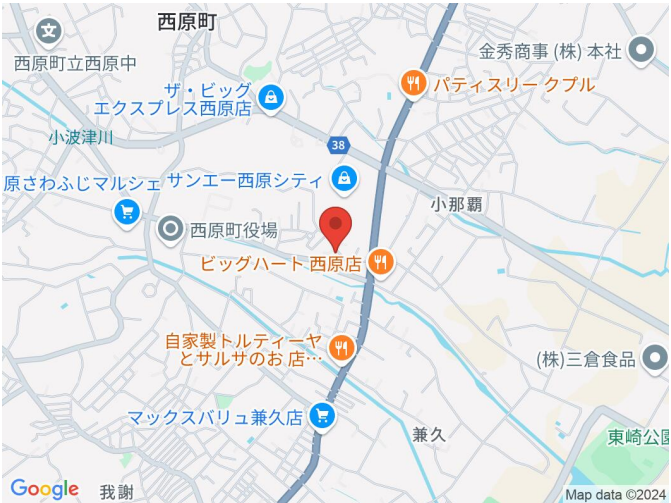 西原町
西原町立西原中
金秀商事 (株) 本社
ザ・ビッグ
エクスプレス西原店
パティスリー クプル
小波津川
38
原さわふじマルシェ
サンエー西原シティ
小那覇
西原町役場
ビッグハート 西原店
自家製トルティーヤ
とサルサのお 店…
(株)三倉食品
マックスバリュ兼久店
兼久
東崎公園
我謝
Google
Map data ©2024